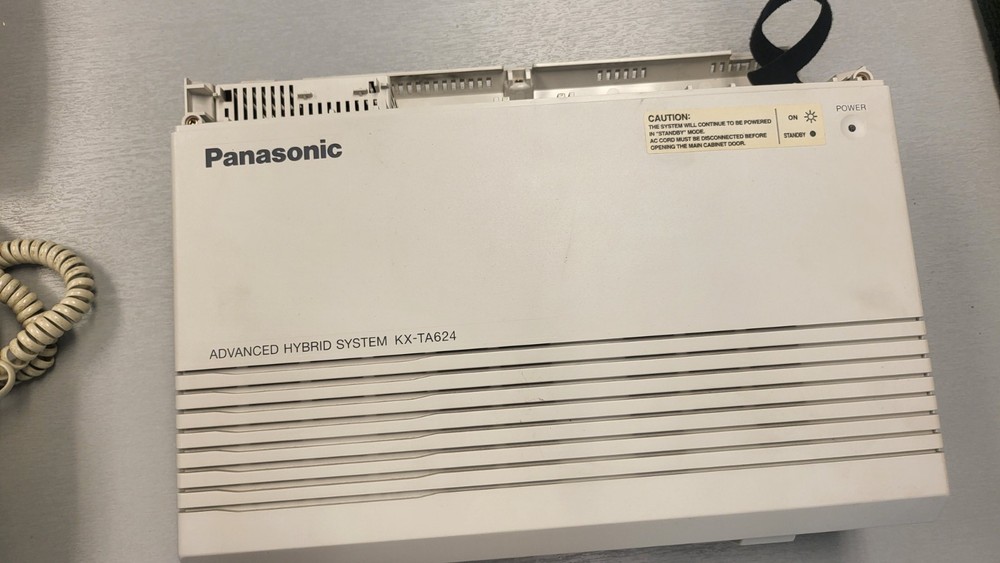 Panasonic
CAUTION:
THE SYSTEM WILL CONTINUE TO BE POWERED
IN "STANDBY" MODE.
AC CORD MUST BE DISCONNECTED BEFORE
OPENING THE MAIN CABINET DOOR.
ON
STANDBY
POWER
ADVANCED HYBRID SYSTEM KX-TA624